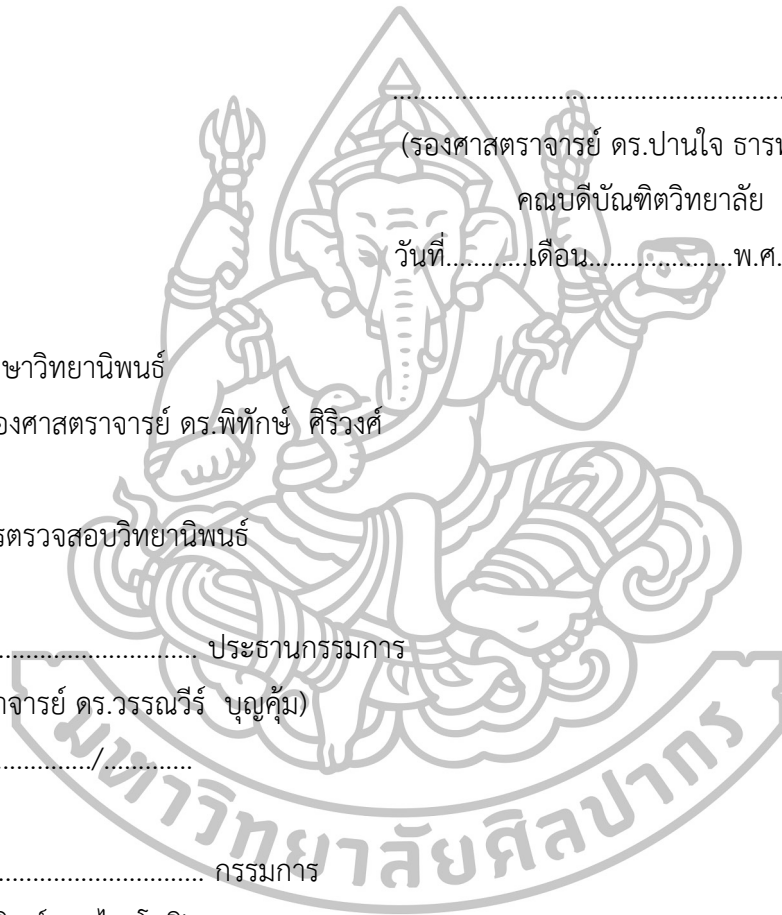 (รองศาสตราจารย์ ดร.ปานใจ
คณบดีบัณฑิตวิทยาลัย
วันที่............เดือน.....................พ.ศ.
ษาวิทยานิพนธ์
องศาสตราจารย์ ดร.พิทักษ์ ศิริวงศ์
รตรวจสอบวิทยานิพนธ์
.............................. ประธานกรรมการ
าจารย์ ดร.วรรณวีร์ บุญคุ้ม)
............../.............
.............................. กรรมการ
มหาวิทยาลัยศิลปากร